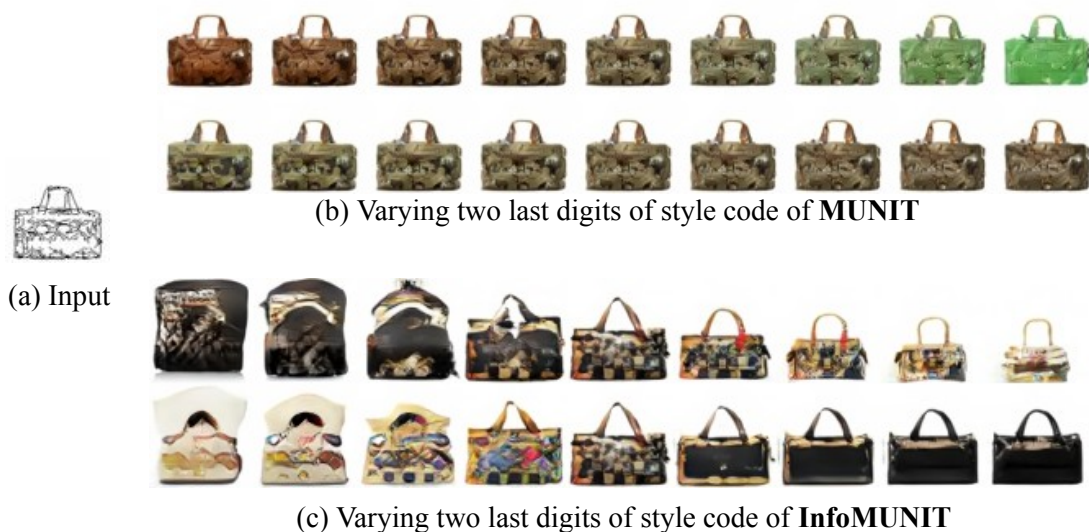 (b) Varying two last digits of style code of MUNIT
(a) Input
(c) Varying two last digits of style code of InfoMUNIT